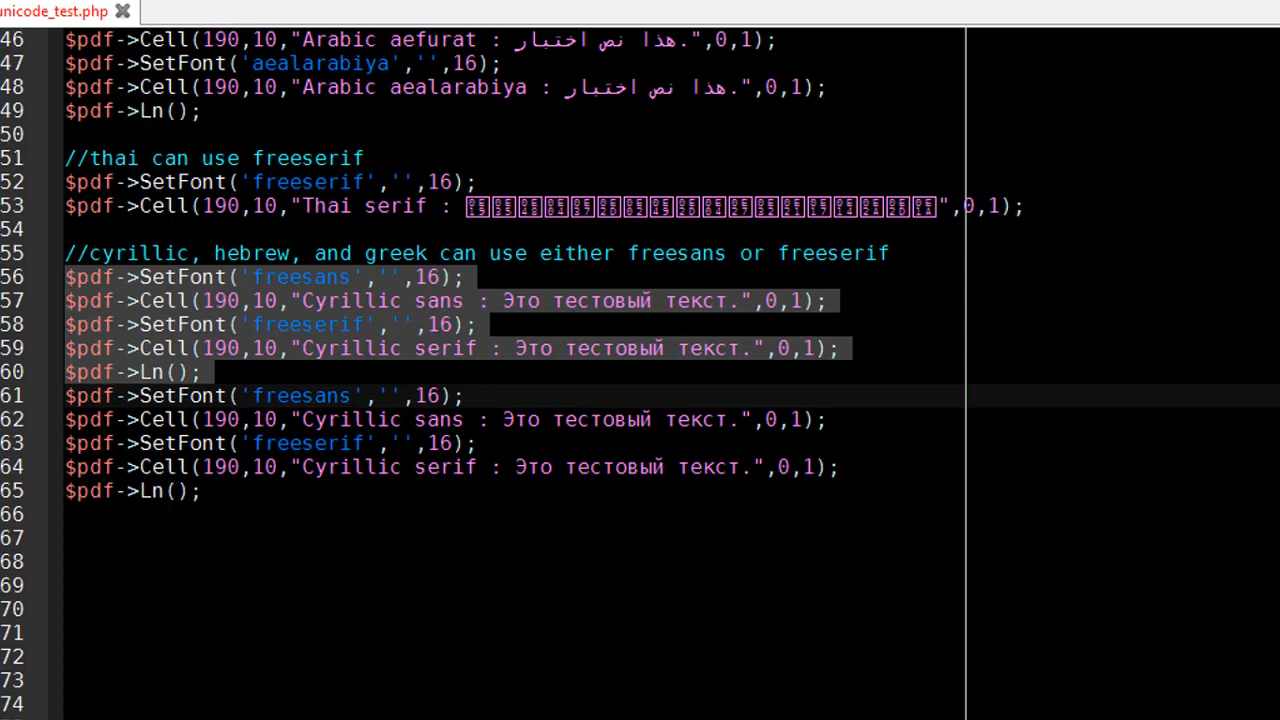 unicode_test.php
46 $pdf->Cell(190,10,"Arabic aefurat : هذا نص اختبار.",0,1);
47 $pdf->SetFont('aealarabiya','',16);
48 $pdf->Cell(190,10,"Arabic aealarabiya : هذا نص اختبار.",0,1);
49 $pdf->Ln();
50
51 //thai can use freeserif
52 $pdf->SetFont('freeserif','',16);
53 $pdf->Cell(190,10,"Thai serif : ",0,1);
54
55 //cyrillic, hebrew, and greek can use either freesans or freeserif
56 $pdf->SetFont('freesans','',16);
57 $pdf->Cell(190,10,"Cyrillic sans : Это тестовый текст.",0,1);
58 $pdf->SetFont('freeserif','',16);
59 $pdf->Cell(190,10,"Cyrillic serif : Это тестовый текст.",0,1);
60 $pdf->Ln();
61 $pdf->SetFont('freesans','',16);
62 $pdf->Cell(190,10,"Cyrillic sans : Это тестовый текст.",0,1);
63 $pdf->SetFont('freeserif','',16);
64 $pdf->Cell(190,10,"Cyrillic serif : Это тестовый текст.",0,1);
65 $pdf->Ln();
66
67
68
69
70
71
72
73
74